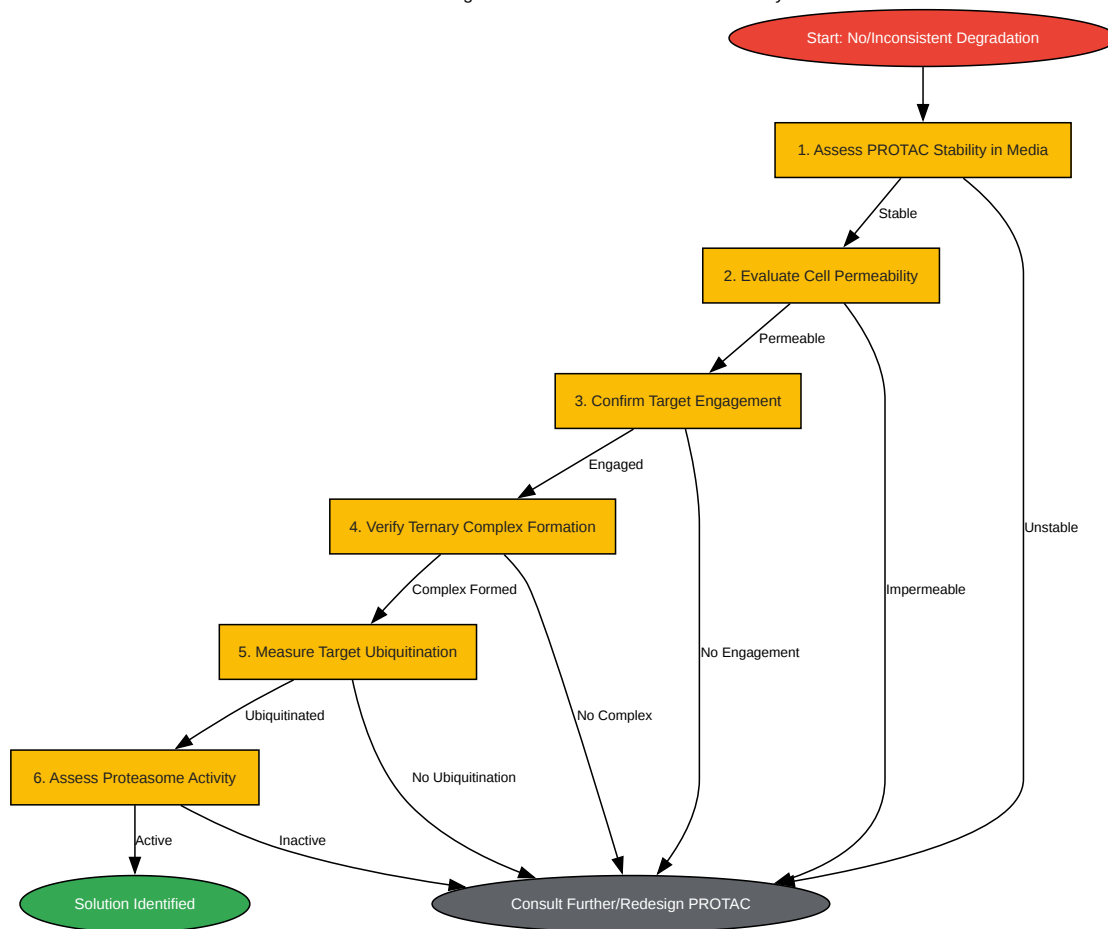 Start: No/Inconsistent Degradation
1. Assess PROTAC Stability in Media
Stable
2. Evaluate Cell Permeability
Permeable
3. Confirm Target Engagement
Engaged
4. Verify Ternary Complex Formation
Unstable
Complex Formed
Impermeable
5. Measure Target Ubiquitination
No Engagement
Ubiquitinated
No Complex
6. Assess Proteasome Activity
No Ubiquitination
Active
Inactive
Solution Identified
Consult Further/Redesign PROTAC